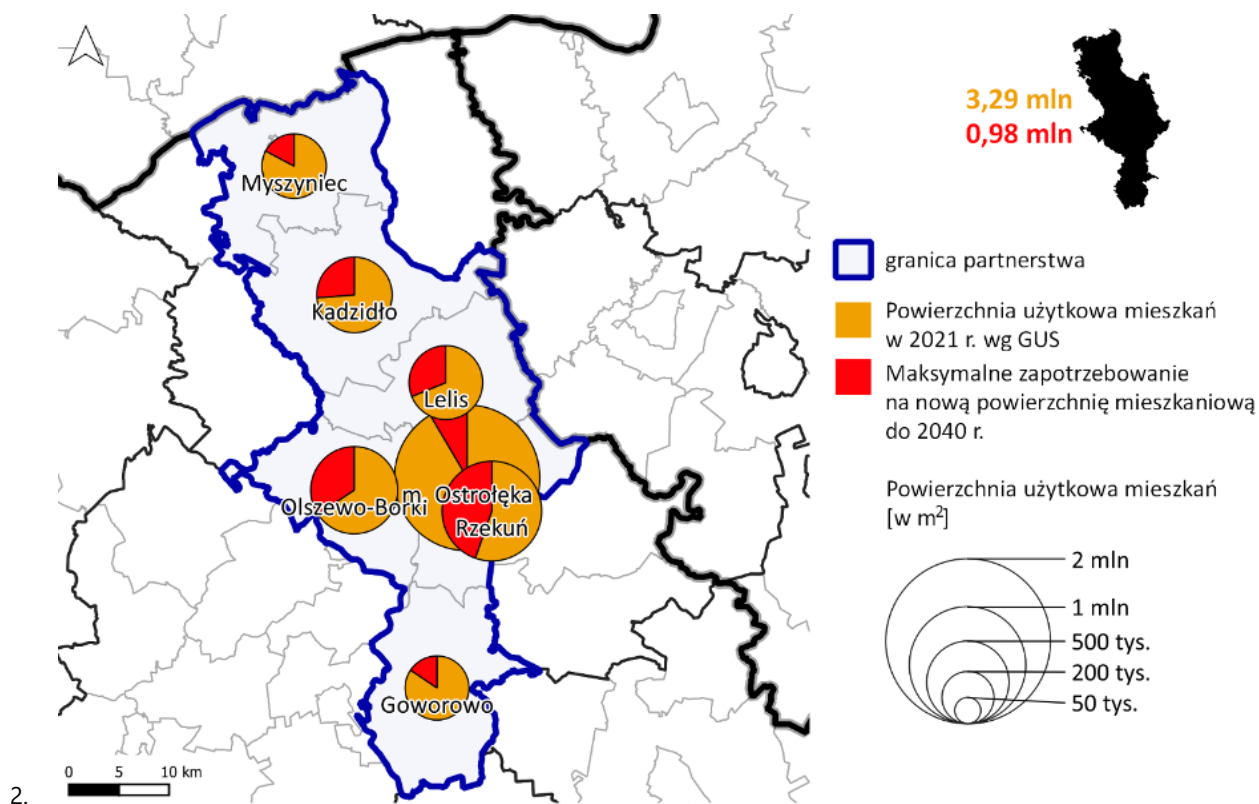 3,29 mln
0,98 mln
Myszyniec
Kadzidło
Lelis
m. Ostrołęka
Olszewo-Borki
Rzekuń
Goworowo
granica partnerstwa
Powierzchnia użytkowa mieszkań
w 2021 r. wg GUS
Maksymalne zapotrzebowanie
na nową powierzchnię mieszkaniową
do 2040 r.
Powierzchnia użytkowa mieszkań
[w m²]
2 mln
1 mln
500 tys.
200 tys.
50 tys.
0 5 10 km
2.